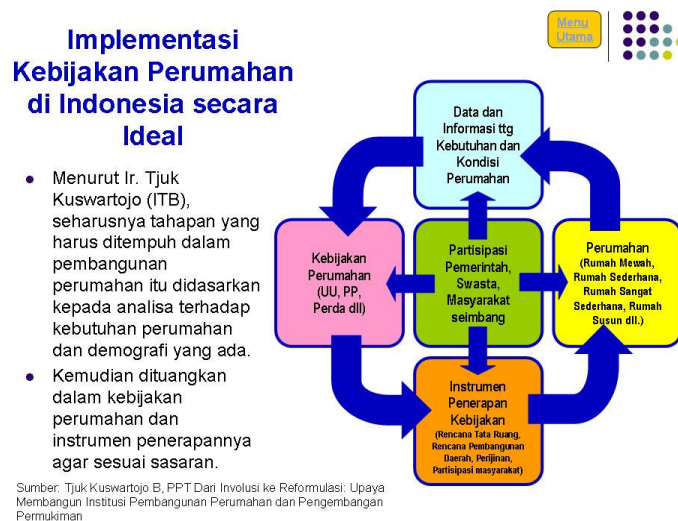 Implementasi
Kebijakan Perumahan
di Indonesia secara
Ideal
Menu
Utama
Menurut Ir. Tjuk
Kuswartojo (ITB),
seharusnya tahapan yang
harus ditempuh dalam
pembangunan
perumahan itu didasarkan
kepada analisa terhadap
kebutuhan perumahan
dan demografi yang ada.
Kemudian dituangkan
dalam kebijakan
perumahan dan
instrumen penerapannya
agar sesuai sasaran.
Data dan
Informasi ttg
Kebutuhan dan
Kondisi
Perumahan
Kebijakan
Perumahan
(UU, PP,
Perda dll)
Partisipasi
Pemerintah,
Swasta,
Masyarakat
seimbang
Perumahan
(Rumah Mewah,
Rumah Sederhana,
Rumah Sangat
Sederhana, Rumah
Susun dll.)
Instrumen
Penerapan
Kebijakan
(Rencana Tata Ruang,
Rencana Pembangunan
Daerah, Perijinan,
Partisipasi masyarakat)
Sumber: Tjuk Kuswartojo B, PPT Dari Involusi ke Reformulasi: Upaya
Membangun Institusi Pembangunan Perumahan dan Pengembangan
Permukiman